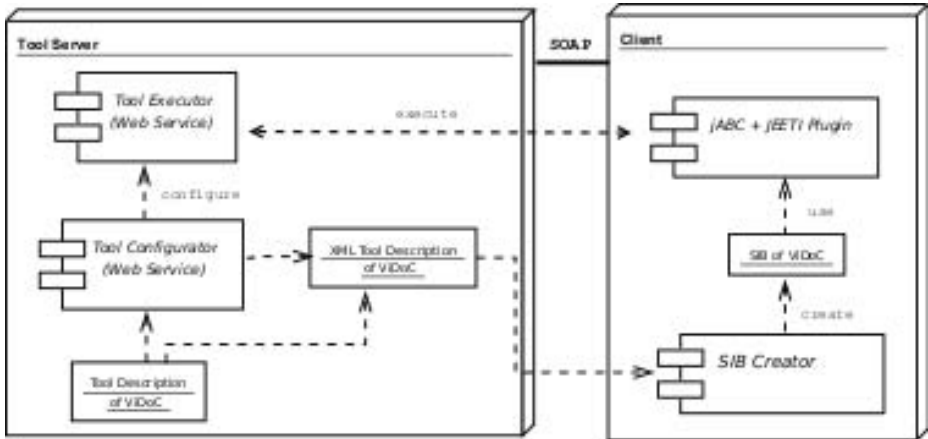 Tool Server
SOAP
Client
Tool Executor
(Web Service)
execute
jABC + jEETI Plugin
configure
use
Tool Configurator
(Web Service)
XML Tool Description
of ViDoC
SIB of ViDoC
create
SIB Creator
Tool Description
of ViDoC